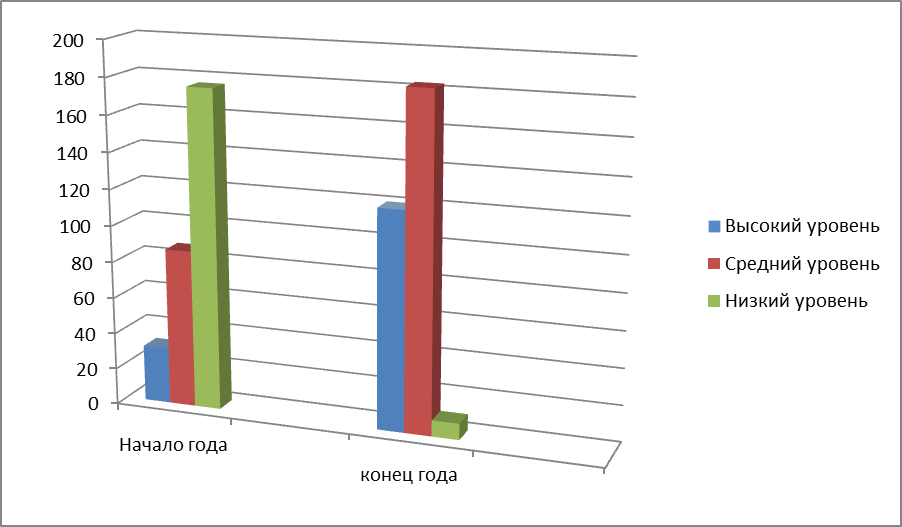 200
180
160
140
120
100
80
60
40
20
0
Начало года
конец года
Высокий уровень
Средний уровень
Низкий уровень